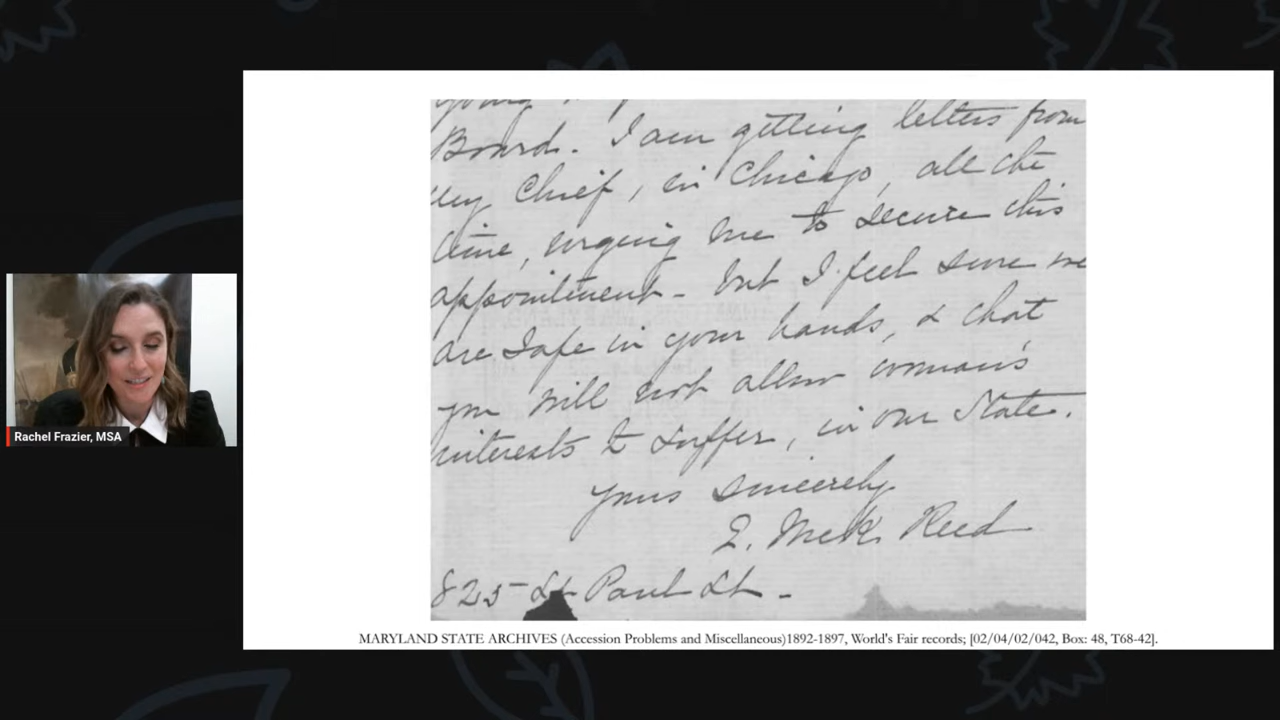 Board. I am getting letters from
my Chief, in Chicago, all the
time, urging me to secure this
appointment - but I feel sure we
are safe in your hands, & that
you will not allow woman's
interests to suffer, in our State.
Yours sincerely
McK. Reed
825 St Paul St -
Rachel Frazier, MSA
MARYLAND STATE ARCHIVES (Accession Problems and Miscellaneous)1892-1897, World's Fair records; [02/04/02/042, Box: 48, T68-42].